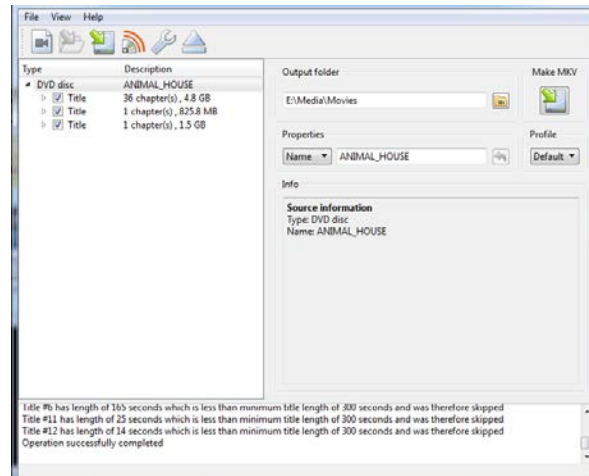 File View Help
Type Description
DVD disc ANIMAL_HOUSE
Title 36 chapter(s) , 4.8 GB
Title 1 chapter(s) , 825.8 MB
Title 1 chapter(s) , 1.5 GB
Output folder
E:\Media\Movies
Make MKV
Properties
Name ANIMAL_HOUSE
Profile
Default
Info
Source information
Type: DVD disc
Name: ANIMAL_HOUSE
Title #6 has length of 165 seconds which is less than minimum title length of 300 seconds and was therefore skipped
Title #11 has length of 25 seconds which is less than minimum title length of 300 seconds and was therefore skipped
Title #12 has length of 14 seconds which is less than minimum title length of 300 seconds and was therefore skipped
Operation successfully completed